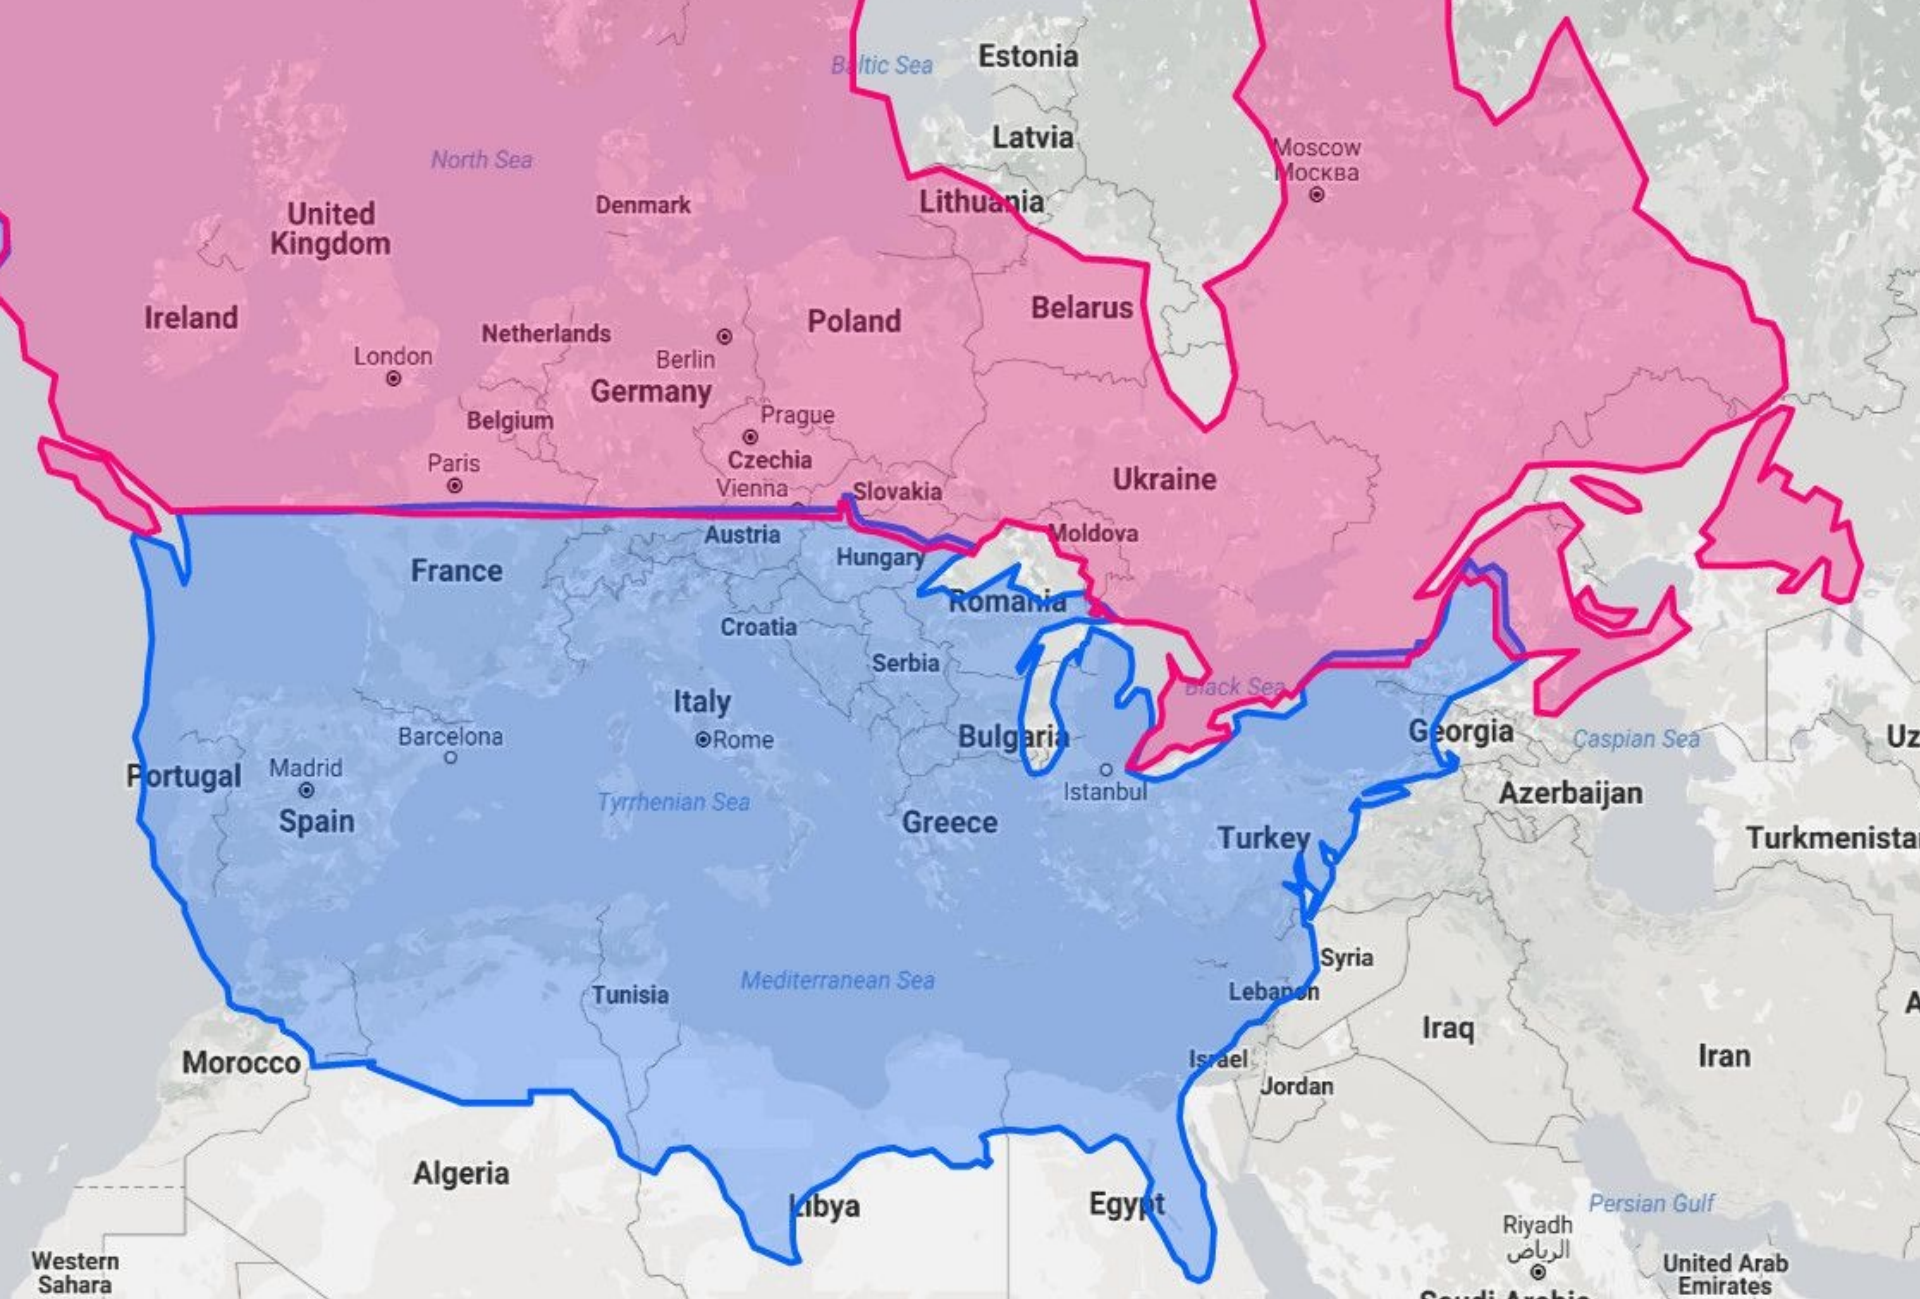 Estonia
Baltic Sea
Latvia
Moscow
Москва
North Sea
Denmark
Lithuania
United
Kingdom
Ireland
Netherlands
Poland
Belarus
London
Berlin
Germany
Belgium
Prague
Czechia
Paris
Vienna
Slovakia
Ukraine
Austria
Moldova
Hungary
France
Romania
Croatia
Serbia
Italy
Black Sea
Barcelona
Rome
Bulgaria
Georgia
Caspian Sea
Uz
Portugal
Madrid
Spain
Tyrrhenian Sea
Istanbul
Azerbaijan
Greece
Turkey
Turkmenistan
Syria
Mediterranean Sea
Tunisia
Lebanon
A
Iraq
Morocco
Israel
Iran
Jordan
Algeria
Libya
Egypt
Persian Gulf
Riyadh
الرياض
Western
Sahara
United Arab
Emirates
Saudi Arabia